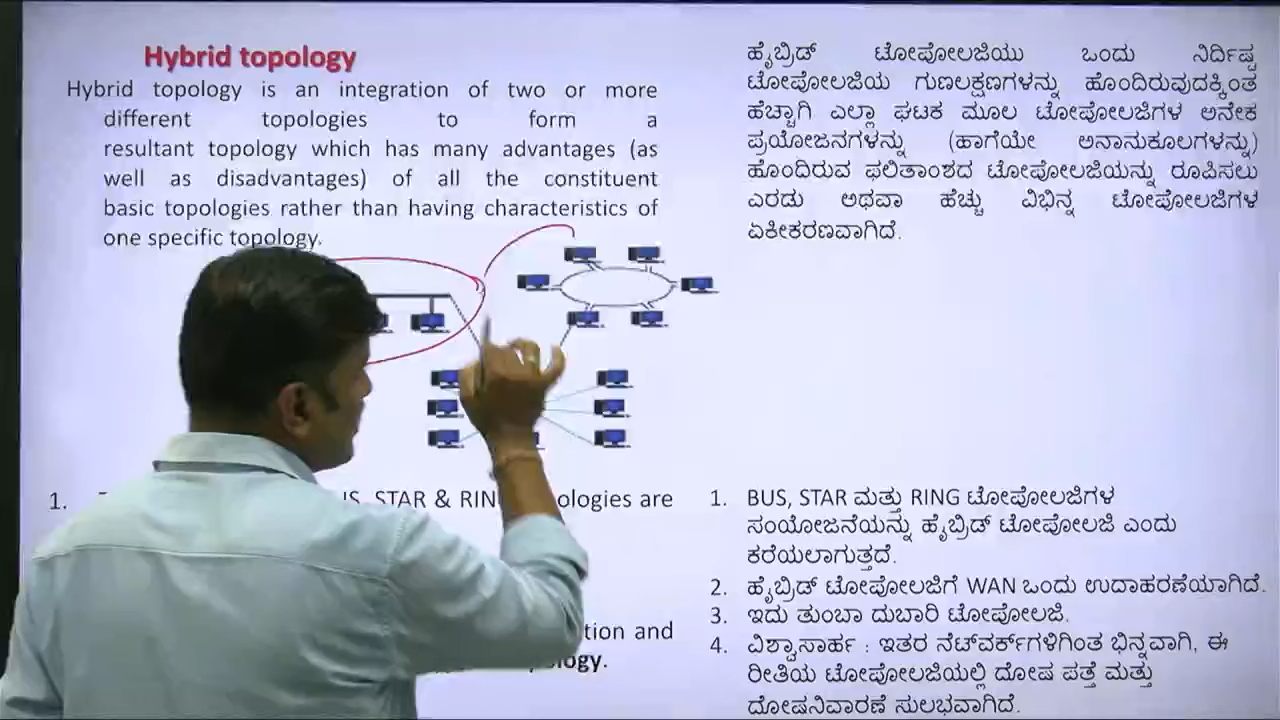 Hybrid topology
Hybrid topology is an integration of two or more
different topologies to form a
resultant topology which has many advantages (as
well as disadvantages) of all the constituent
basic topologies rather than having characteristics of
one specific topology.
ಹೈಬ್ರಿಡ್ ಟೋಪೋಲಜಿಯು ಒಂದು ನಿರ್ದಿಷ್ಟ
ಟೋಪೋಲಜಿಯ ಗುಣಲಕ್ಷಣಗಳನ್ನು ಹೊಂದಿರುವುದಕ್ಕಿಂತ
ಹೆಚ್ಚಾಗಿ ಎಲ್ಲಾ ಘಟಕ ಮೂಲ ಟೋಪೋಲಜಿಗಳ ಅನೇಕ
ಪ್ರಯೋಜನಗಳನ್ನು (ಹಾಗೆಯೇ ಅನಾನುಕೂಲಗಳನ್ನು)
ಹೊಂದಿರುವ ಫಲಿತಾಂಶದ ಟೋಪೋಲಜಿಯನ್ನು ರೂಪಿಸಲು
ಎರಡು ಅಥವಾ ಹೆಚ್ಚು ವಿಭಿನ್ನ ಟೋಪೋಲಜಿಗಳ
ಏಕೀಕರಣವಾಗಿದೆ.
1. STAR & ologies are
tion and
ology.
1. BUS, STAR ಮತ್ತು RING ಟೋಪೋಲಜಿಗಳ
ಸಂಯೋಜನೆಯನ್ನು ಹೈಬ್ರಿಡ್ ಟೋಪೋಲಜಿ ಎಂದು
ಕರೆಯಲಾಗುತ್ತದೆ.
2. ಹೈಬ್ರಿಡ್ ಟೋಪೋಲಜಿಗೆ WAN ಒಂದು ಉದಾಹರಣೆಯಾಗಿದೆ.
3. ಇದು ತುಂಬಾ ದುಬಾರಿ ಟೋಪೋಲಜಿ.
4. ವಿಶ್ವಾಸಾರ್ಹ : ಇತರ ನೆಟ್‌ವರ್ಕ್‌ಗಳಿಗಿಂತ ಭಿನ್ನವಾಗಿ, ಈ
ರೀತಿಯ ಟೋಪೋಲಜಿಯಲ್ಲಿ ದೋಷ ಪತ್ತೆ ಮತ್ತು
ದೋಷನಿವಾರಣೆ ಸುಲಭವಾಗಿದೆ.